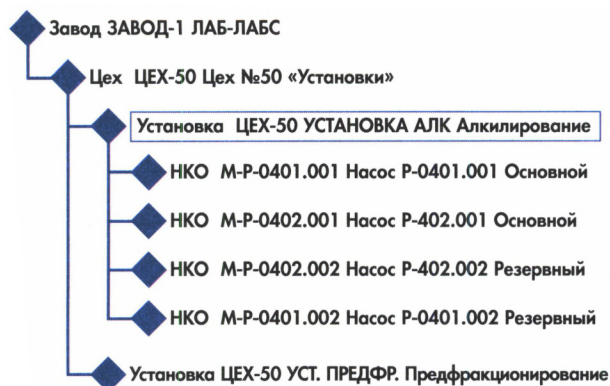 Завод ЗАВОД-1 ЛАБ-ЛАБС
Цех ЦЕХ-50 Цех №50 «Установки»
Установка ЦЕХ-50 УСТАНОВКА АЛК Алкилирование
НКО М-Р-0401.001 Насос Р-0401.001 Основной
НКО М-Р-0402.001 Насос Р-402.001 Основной
НКО М-Р-0402.002 Насос Р-402.002 Резервный
НКО М-Р-0401.002 Насос Р-0401.002 Резервный
Установка ЦЕХ-50 УСТ. ПРЕДФР. Предфракционирование